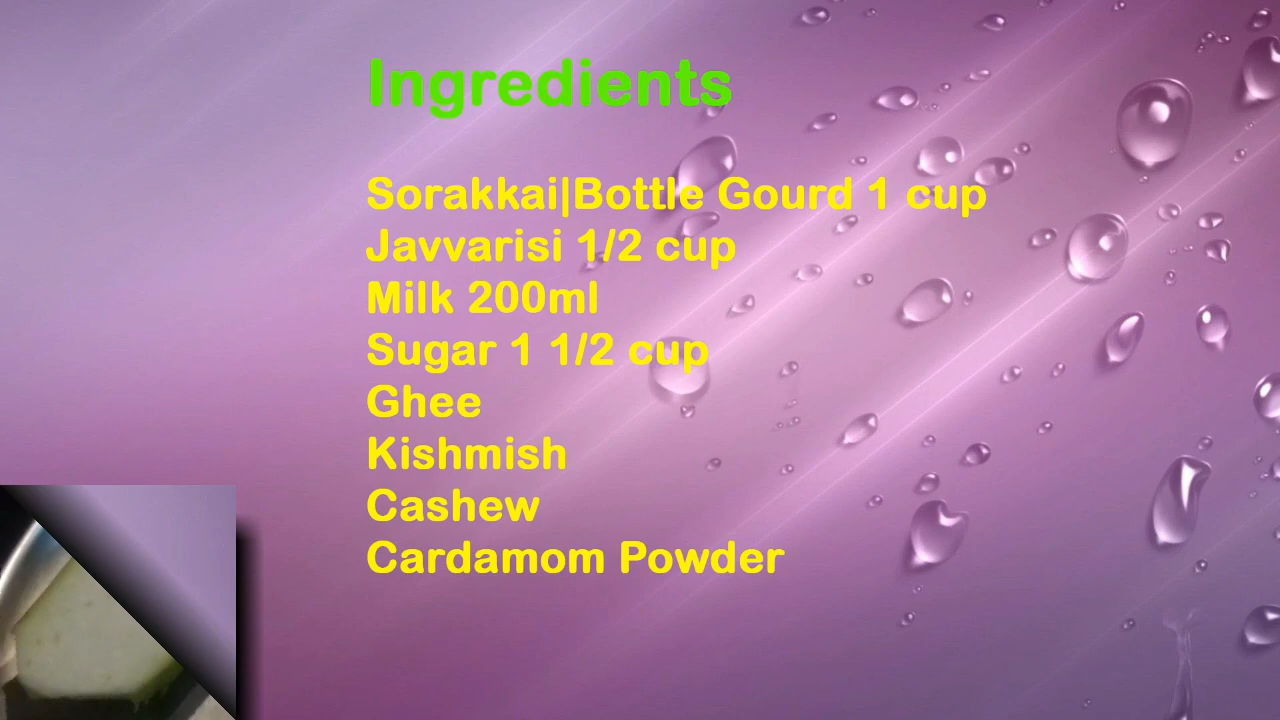 Ingredients
Sorakkai|Bottle Gourd 1 cup
Javvarisi 1/2 cup
Milk 200ml
Sugar 1 1/2 cup
Ghee
Kishmish
Cashew
Cardamom Powder